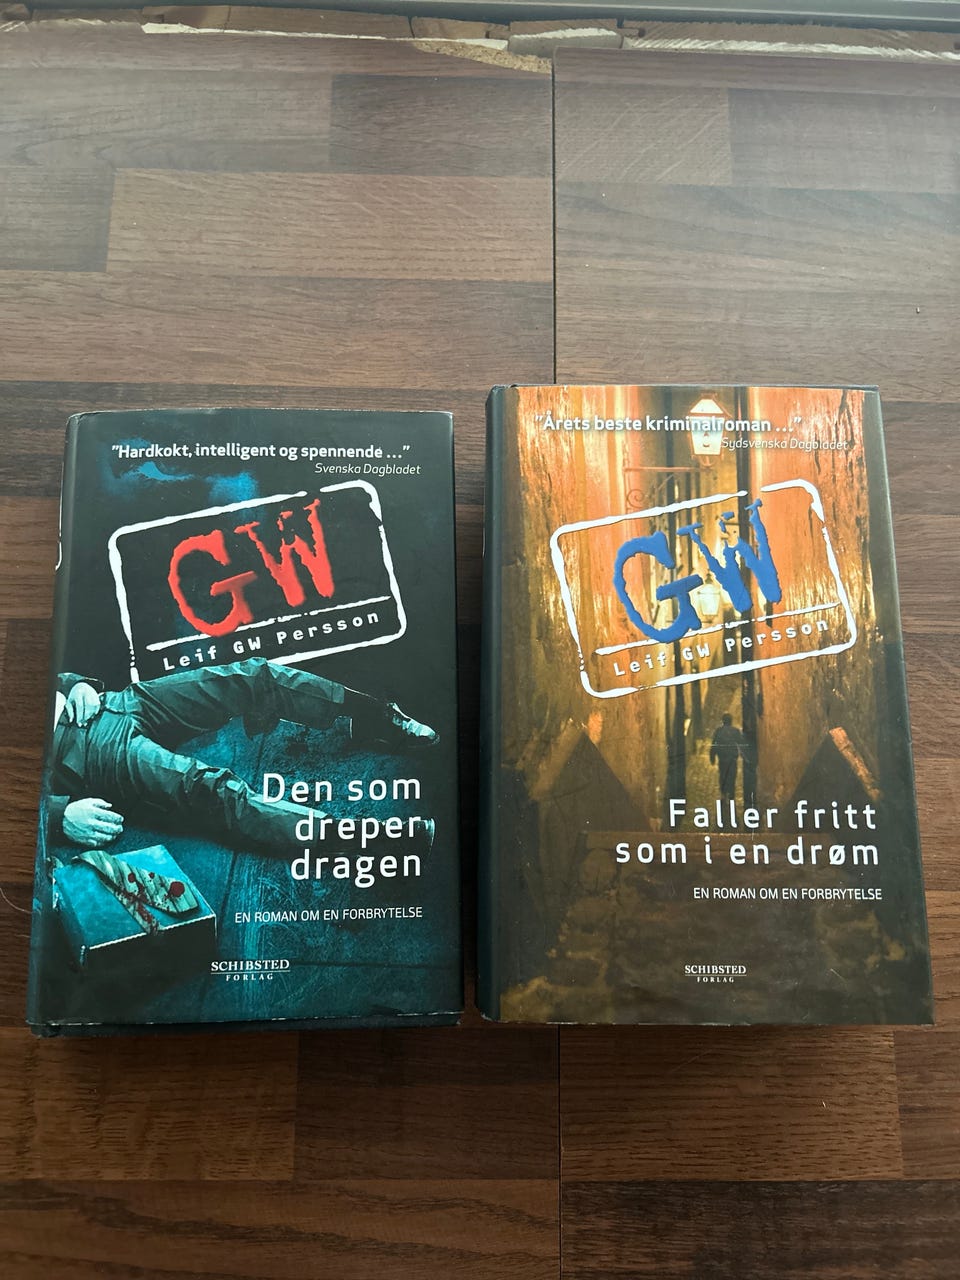 "Hardkokt, intelligent og spennende ..."
Svenska Dagbladet
GW
Leif GW Persson
Den som
dreper
dragen
EN ROMAN OM EN FORBRYTELSE
SCHIBSTED
FORLAG
"Årets beste kriminalroman ..."
Sydsvenska Dagbladet
GW
Leif GW Persson
Faller fritt
som i en drøm
EN ROMAN OM EN FORBRYTELSE
SCHIBSTED
FORLAG